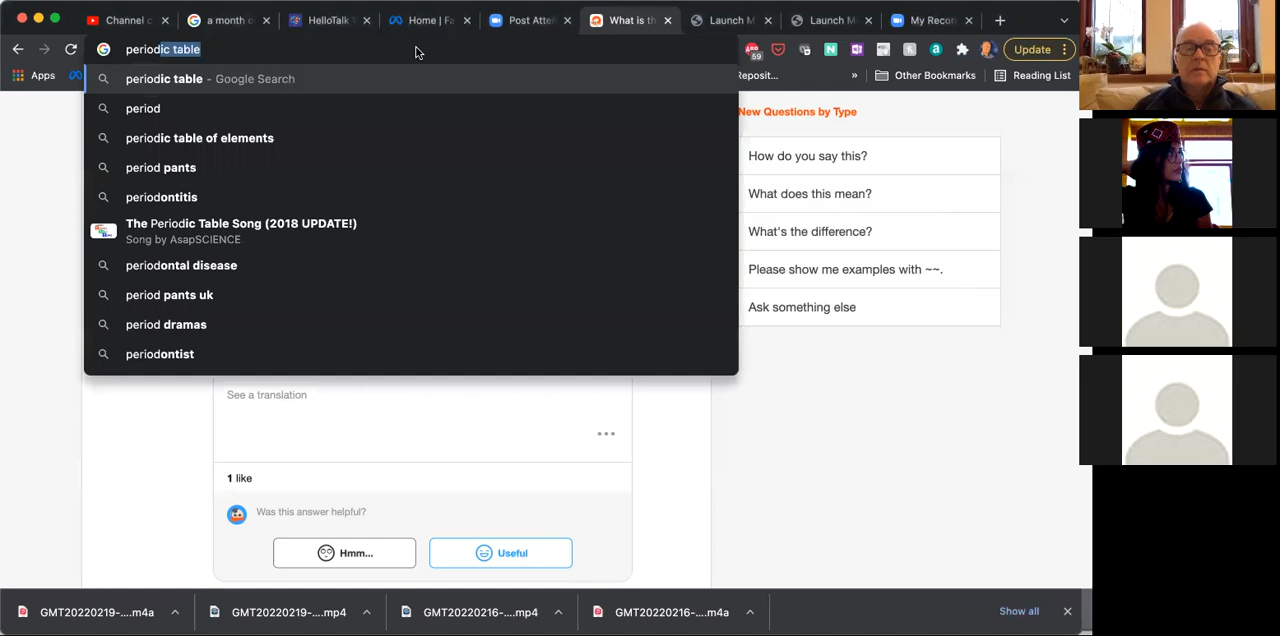 Channel c
a month o
HelloTalk
Home | Fa
Post Atte
What is th
Launch M
Launch M
My Recor
periodic table
59
Update
Apps
Reposit...
»
Other Bookmarks
Reading List
periodic table - Google Search
period
periodic table of elements
period pants
periodontitis
The Periodic Table Song (2018 UPDATE!)
Song by AsapSCIENCE
periodontal disease
period pants uk
period dramas
periodontist
New Questions by Type
How do you say this?
What does this mean?
What's the difference?
Please show me examples with ~~.
Ask something else
See a translation
1 like
Was this answer helpful?
Hmm...
Useful
GMT20220219-....m4a
GMT20220219-....mp4
GMT20220216-....mp4
GMT20220216-....m4a
Show all